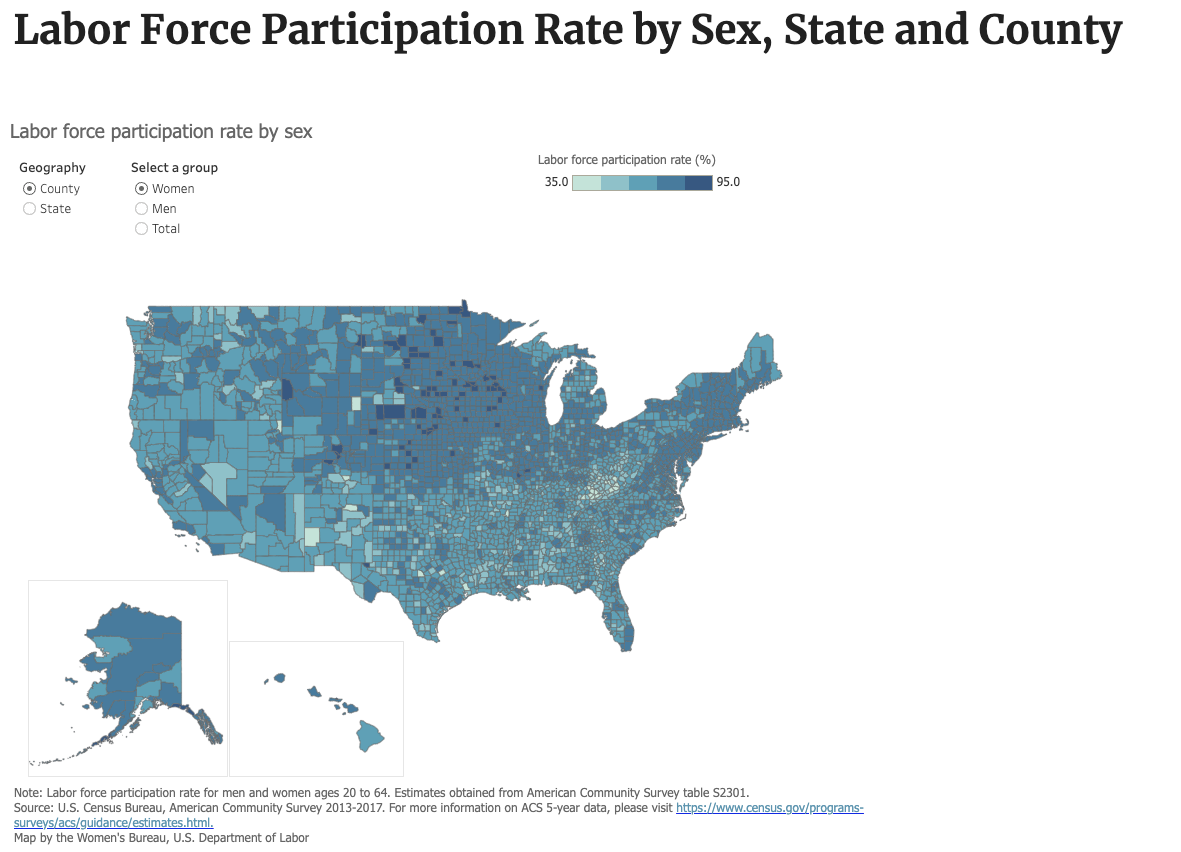 Labor Force Participation Rate by Sex, State and County
Labor force participation rate by sex
Geography
County
State
Select a group
Women
Men
Total
Labor force participation rate (%)
35.0 95.0
Note: Labor force participation rate for men and women ages 20 to 64. Estimates obtained from American Community Survey table S2301.
Source: U.S. Census Bureau, American Community Survey 2013-2017. For more information on ACS 5-year data, please visit https://www.census.gov/programs-
surveys/acs/guidance/estimates.html.
Map by the Women's Bureau, U.S. Department of Labor